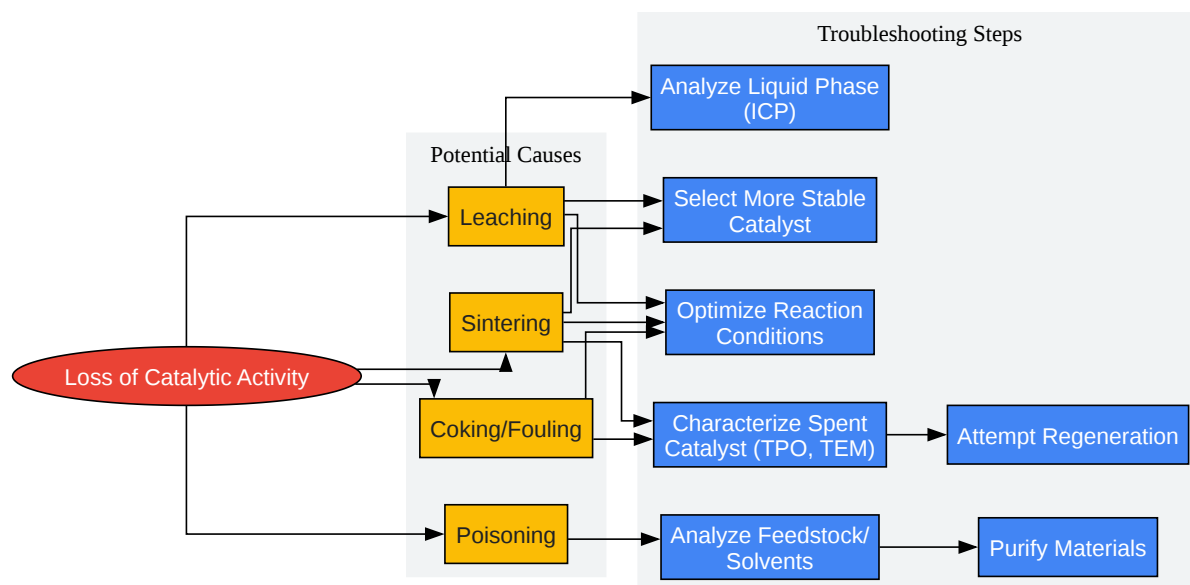 Troubleshooting Steps
Analyze Liquid Phase
(ICP)
Potential Causes
Leaching
Select More Stable
Catalyst
Sintering
Optimize Reaction
Conditions
Loss of Catalytic Activity
Coking/Fouling
Characterize Spent
Catalyst (TPO, TEM)
Attempt Regeneration
Poisoning
Analyze Feedstock/
Solvents
Purify Materials